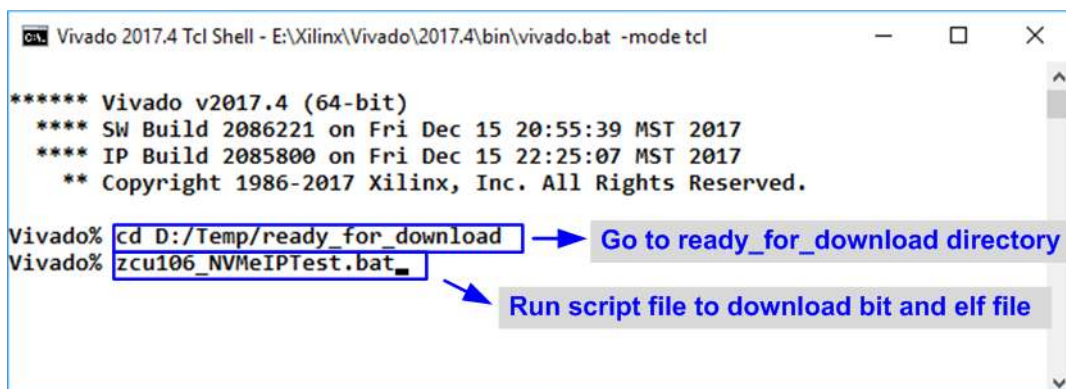 Vivado 2017.4 Tcl Shell - E:\Xilinx\Vivado\2017.4\bin\vivado.bat -mode tcl
****** Vivado v2017.4 (64-bit)
**** SW Build 2086221 on Fri Dec 15 20:55:39 MST 2017
**** IP Build 2085800 on Fri Dec 15 22:25:07 MST 2017
** Copyright 1986-2017 Xilinx, Inc. All Rights Reserved.
Vivado% cd D:/Temp/ready_for_download Go to ready_for_download directory
Vivado% zcu106_NVMeIPTest.bat
Run script file to download bit and elf file